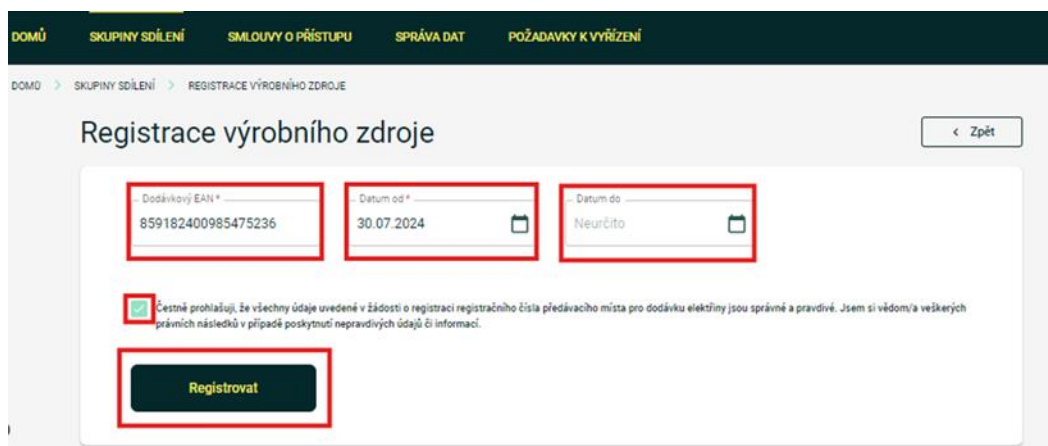 DOMŮ SKUPINY SDÍLENÍ SMLOUVY O PŘÍSTUPU SPRÁVA DAT POŽADAVKY K VYŘÍZENÍ
DOMŮ > SKUPINY SDÍLENÍ > REGISTRACE VÝROBNÍHO ZDROJE
Registrace výrobního zdroje
< Zpět
Dodávkový EAN * Datum od * Datum do
859182400985475236 30.07.2024 Neurčito
Čestně prohlašuji, že všechny údaje uvedené v žádosti o registraci registračního čísla předávacího místa pro dodávku elektřiny jsou správné a pravdivé. Jsem si vědom/a veškerých
právních následků v případě poskytnutí nepravdivých údajů či informací.
Registrovat